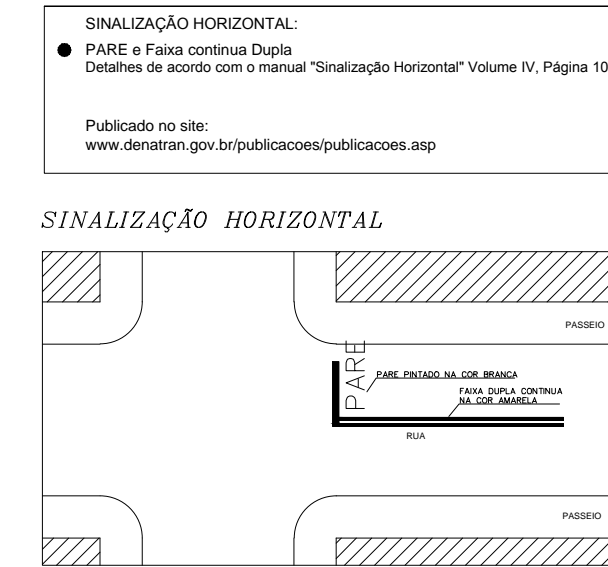 SINALIZAÇÃO HORIZONTAL:
PARE e Faixa continua Dupla
Detalhes de acordo com o manual "Sinalização Horizontal" Volume IV, Página 10
Publicado no site:
www.denatran.gov.br/publicacoes/publicacoes.asp
SINALIZAÇÃO HORIZONTAL
PASSEIO
PARE
PARE PINTADO NA COR BRANCA
FAIXA DUPLA CONTINUA
NA COR AMARELA
RUA
PASSEIO